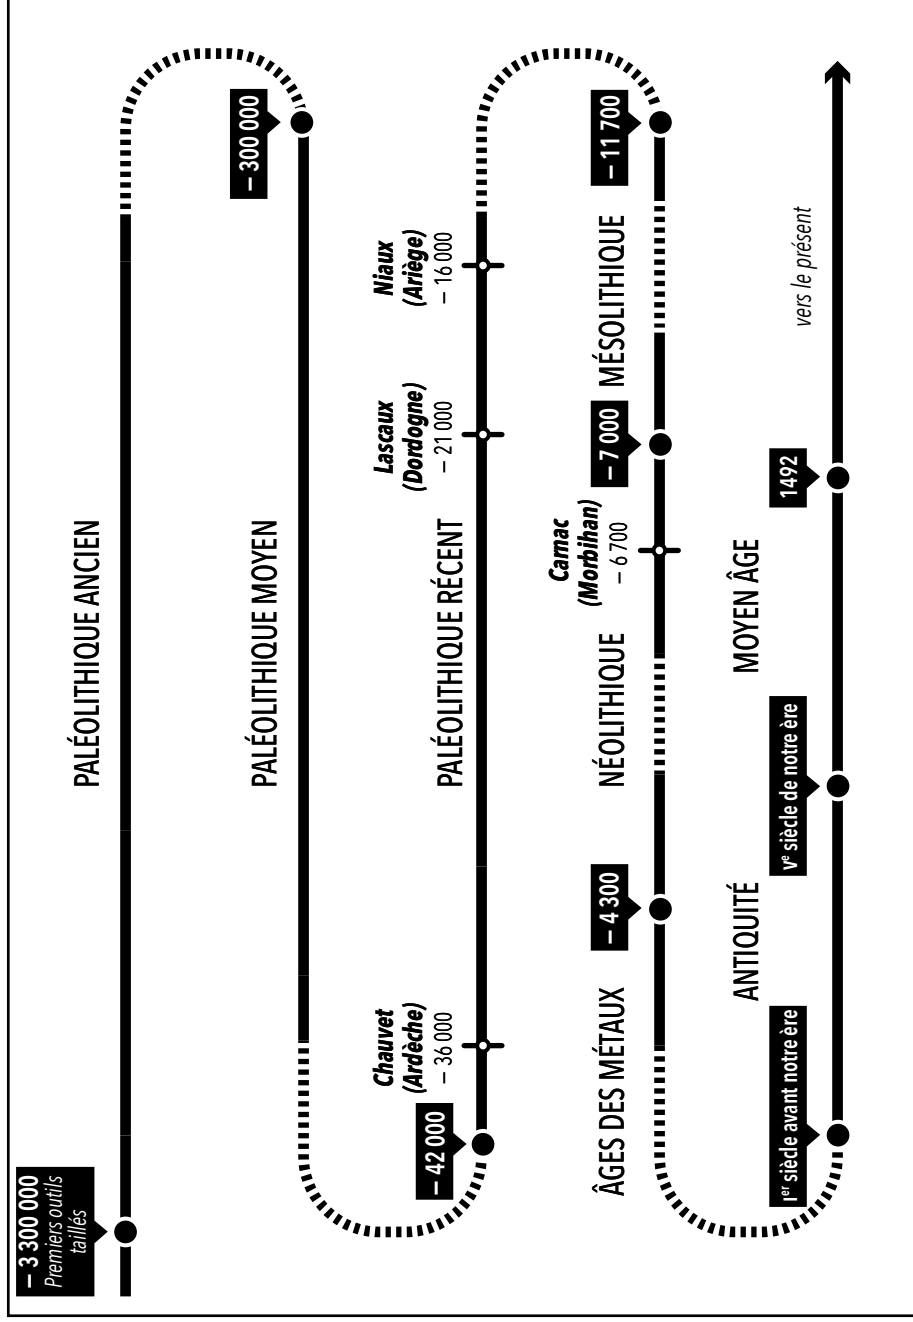 – 3 300 000
Premiers outils
taillés
PALÉOLITHIQUE ANCIEN
– 300 000
PALÉOLITHIQUE MOYEN
– 42 000
Chauvet
(Ardèche)
– 36 000
PALÉOLITHIQUE RÉCENT
Lascaux
(Dordogne)
– 21 000
Niaux
(Ariège)
– 16 000
– 11 700
MÉSOLITHIQUE
– 7 000
Carnac
(Morbihan)
– 6 700
NÉOLITHIQUE
– 4 300
ÂGES DES MÉTAUX
Ier siècle avant notre ère
ANTIQUITÉ
Ve siècle de notre ère
MOYEN ÂGE
1492
vers le présent